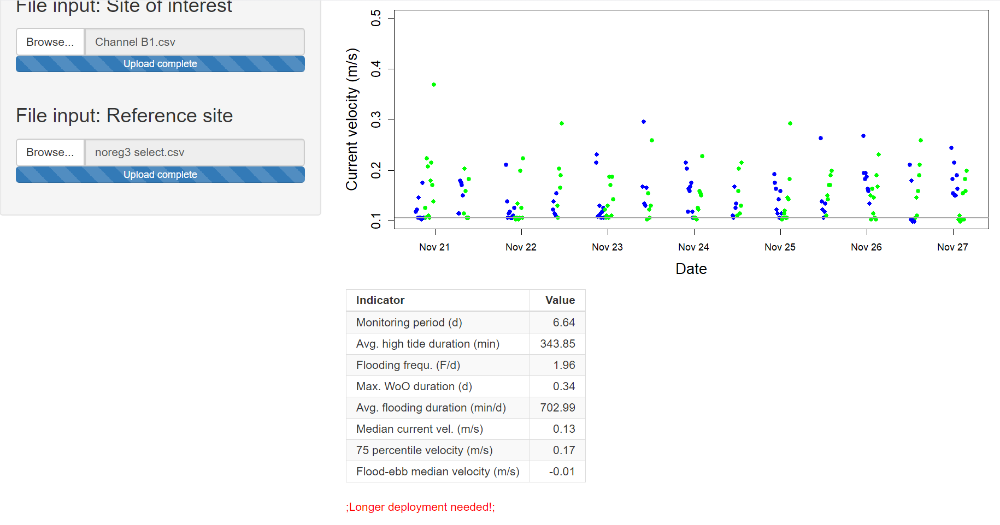 File input: Site of interest
Browse...
Channel B1.csv
Upload complete
File input: Reference site
Browse...
noreg3 select.csv
Upload complete
Current velocity (m/s)
0.5
0.4
0.3
0.2
0.1
Nov 21 Nov 22 Nov 23 Nov 24 Nov 25 Nov 26 Nov 27
Date
Indicator Value
Monitoring period (d) 6.64
Avg. high tide duration (min) 343.85
Flooding frequ. (F/d) 1.96
Max. WoO duration (d) 0.34
Avg. flooding duration (min/d) 702.99
Median current vel. (m/s) 0.13
75 percentile velocity (m/s) 0.17
Flood-ebb median velocity (m/s) -0.01
;Longer deployment needed!;